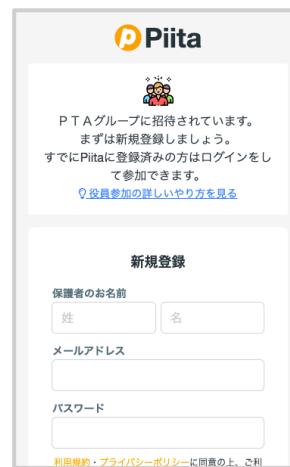 Piita
ＰＴＡグループに招待されています。
まずは新規登録しましょう。
すでにPiitaに登録済みの方はログインをし
て参加できます。
役員参加の詳しいやり方を見る
新規登録
保護者のお名前
姓 名
メールアドレス
パスワード
利用規約・プライバシーポリシーに同意の上、ご利